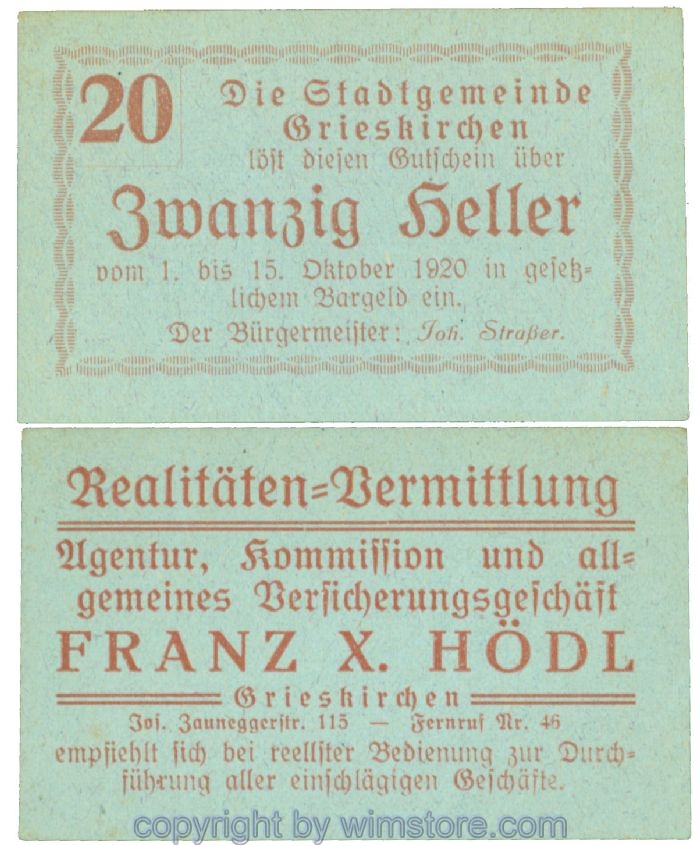 20
Die Stadtgemeinde
Grieskirchen
löst diesen Gutschein über
Zwanzig Heller
vom 1. bis 15. Oktober 1920 in gesetz-
lichem Bargeld ein.
Der Bürgermeister: Joh. Straßer.
Realitäten-Vermittlung
Agentur, Kommission und all-
gemeines Versicherungsgeschäft
FRANZ X. HÖDL
Grieskirchen
Jos. Zauneggerstr. 115 — Fernruf Nr. 46
empfiehlt sich bei reellster Bedienung zur Durch-
führung aller einschlägigen Geschäfte.
copyright by wimstore.com